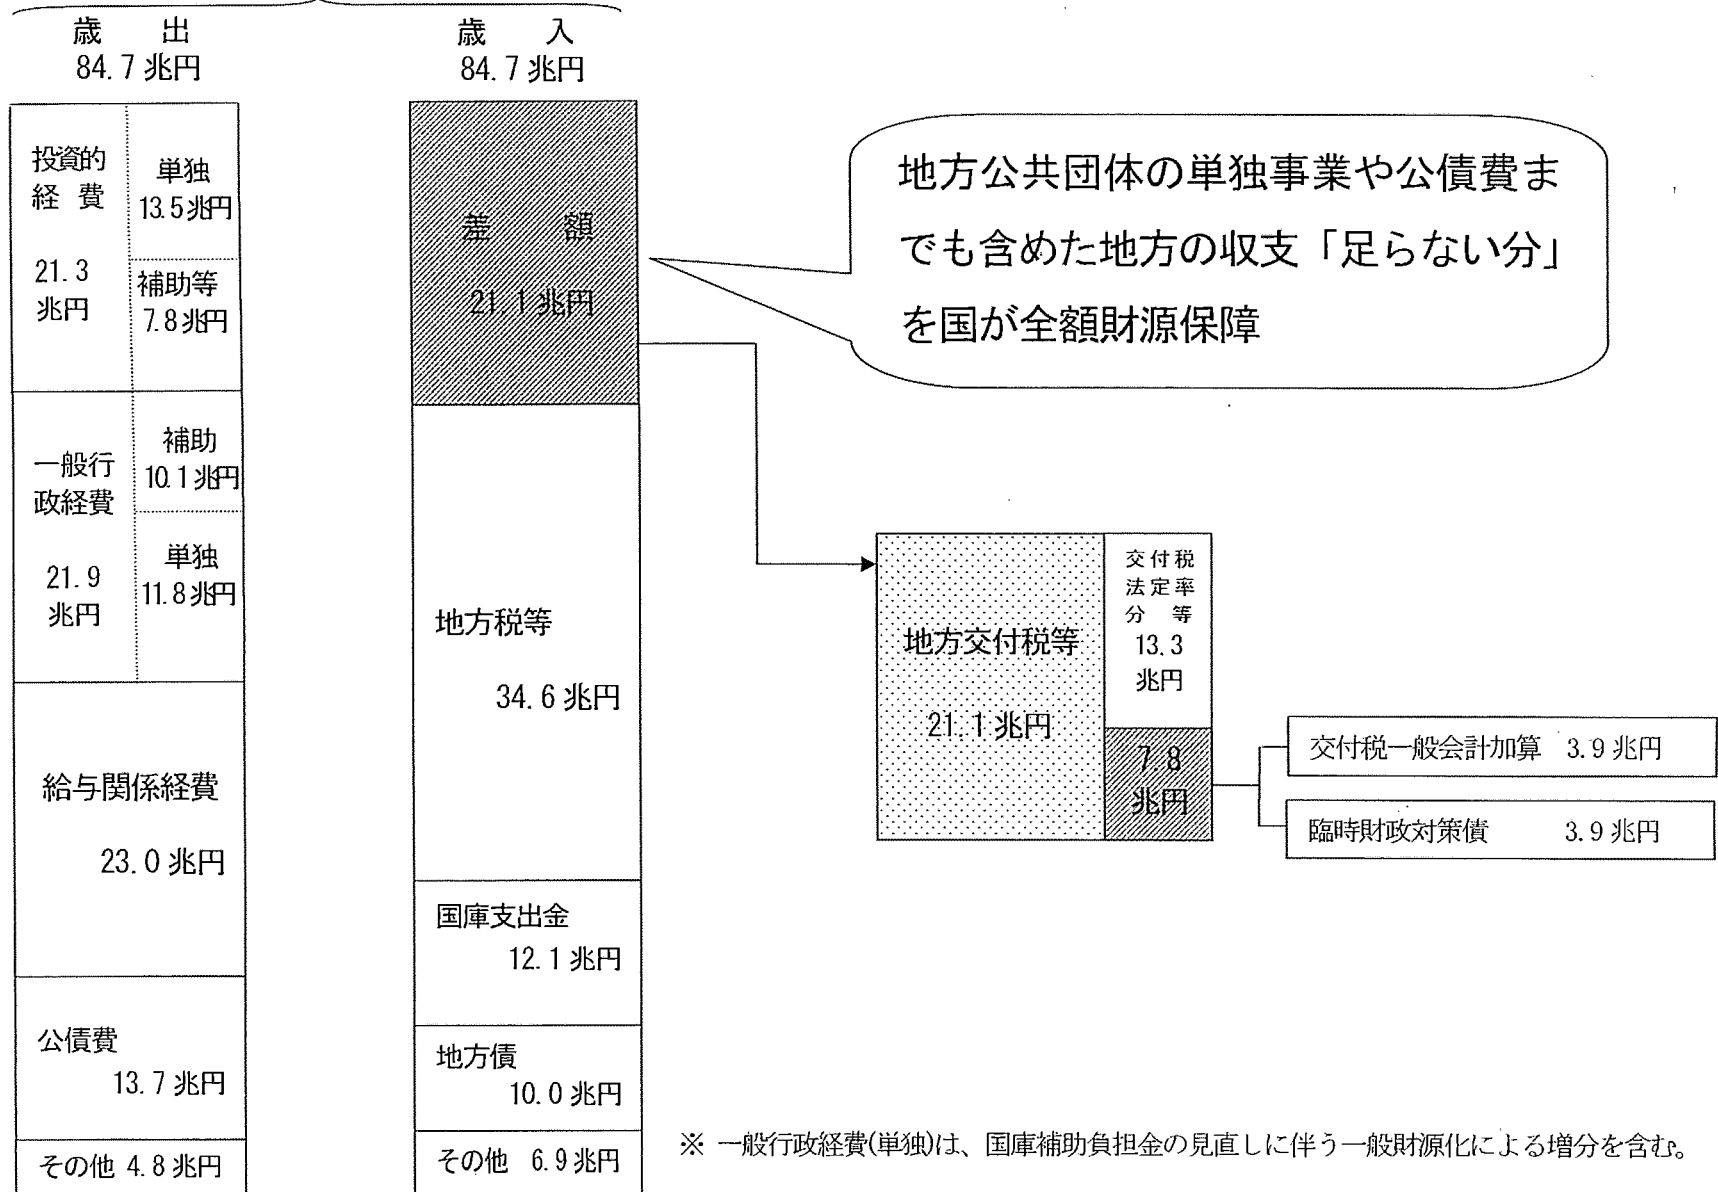 歳　出
84.7兆円
投資的
経 費
21.3
兆円
単独
13.5兆円
補助等
7.8兆円
一般行
政経費
21.9
兆円
補助
10.1兆円
単独
11.8兆円
給与関係経費
23.0兆円
公債費
13.7兆円
その他 4.8兆円
歳　入
84.7兆円
差　額
21.1兆円
地方税等
34.6兆円
国庫支出金
12.1兆円
地方債
10.0兆円
その他 6.9兆円
地方公共団体の単独事業や公債費ま
でも含めた地方の収支「足らない分」
を国が全額財源保障
地方交付税等
21.1兆円
交付税
法定率
分　等
13.3
兆円
7.8
兆円
交付税一般会計加算 3.9兆円
臨時財政対策債 3.9兆円
※ 一般行政経費(単独)は、国庫補助負担金の見直しに伴う一般財源化による増分を含む。